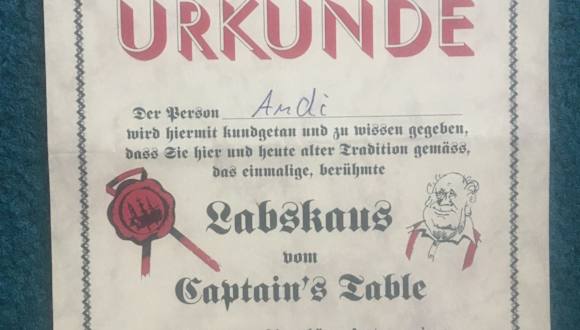 URKUNDE
Der Person Andi
wird hiermit kundgetan und zu wissen gegeben,
dass Sie hier und heute alter Tradition gemäss,
das einmalige, berühmte
Labskaus
vom
Captain's Table